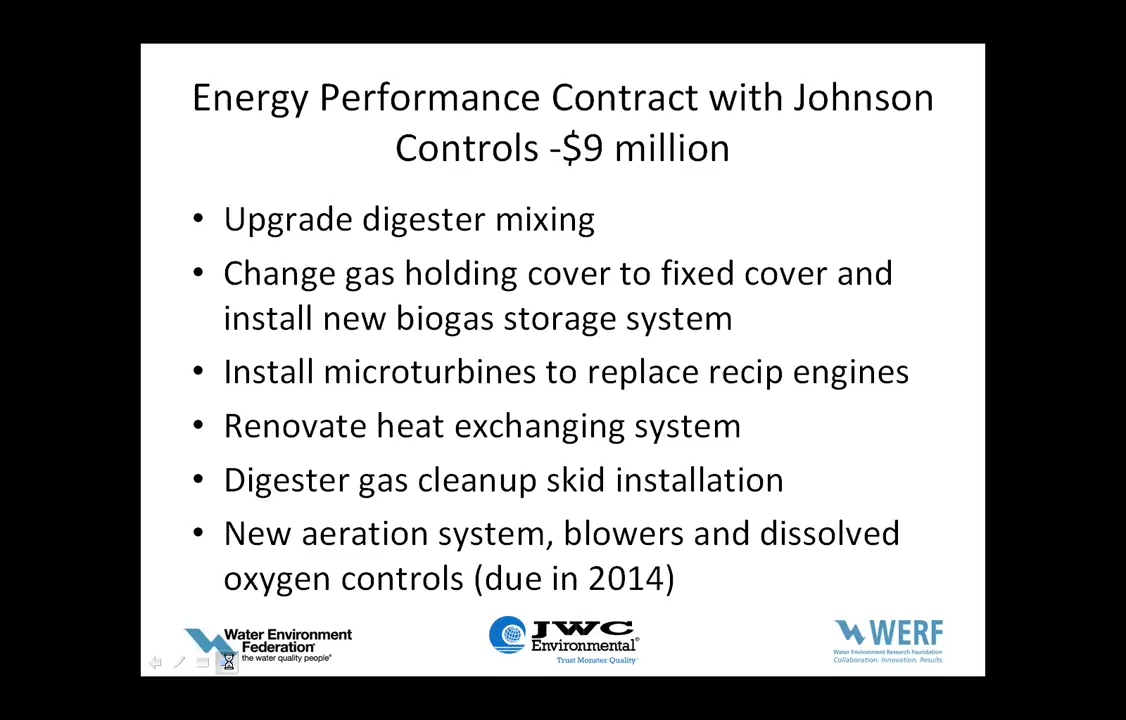 Energy Performance Contract with Johnson
Controls -$9 million
• Upgrade digester mixing
• Change gas holding cover to fixed cover and
install new biogas storage system
• Install microturbines to replace recip engines
• Renovate heat exchanging system
• Digester gas cleanup skid installation
• New aeration system, blowers and dissolved
oxygen controls (due in 2014)
Water Environment
Federation®
the water quality people®
JWC
Environmental®
Trust Monster Quality™
WERF
Water Environment Research Foundation
Collaboration. Innovation. Results.